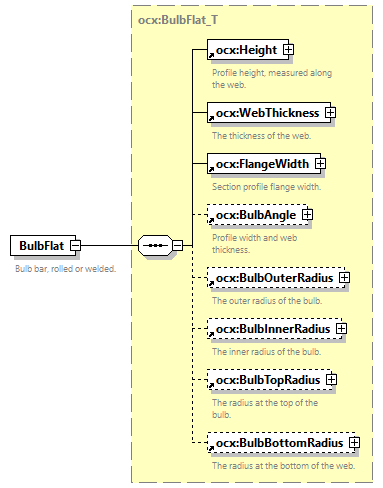 ocx:BulbFlat_T
ocx:Height
Profile height, measured along
the web.
ocx:WebThickness
The thickness of the web.
ocx:FlangeWidth
Section profile flange width.
ocx:BulbAngle
Profile width and web
thickness.
BulbFlat
Bulb bar, rolled or welded.
ocx:BulbOuterRadius
The outer radius of the bulb.
ocx:BulbInnerRadius
The inner radius of the bulb.
ocx:BulbTopRadius
The radius at the top of the
bulb.
ocx:BulbBottomRadius
The radius at the bottom of the web.